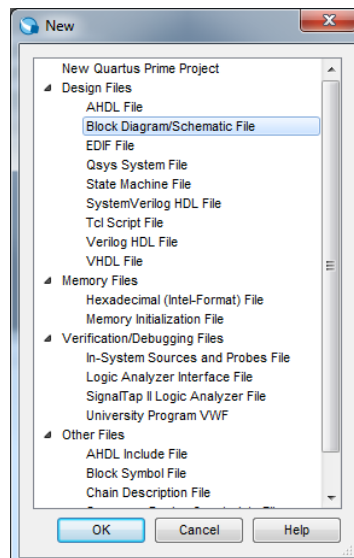 New
New Quartus Prime Project
Design Files
AHDL File
Block Diagram/Schematic File
EDIF File
Qsys System File
State Machine File
SystemVerilog HDL File
Tcl Script File
Verilog HDL File
VHDL File
Memory Files
Hexadecimal (Intel-Format) File
Memory Initialization File
Verification/Debugging Files
In-System Sources and Probes File
Logic Analyzer Interface File
SignalTap II Logic Analyzer File
University Program VWF
Other Files
AHDL Include File
Block Symbol File
Chain Description File
OK Cancel Help